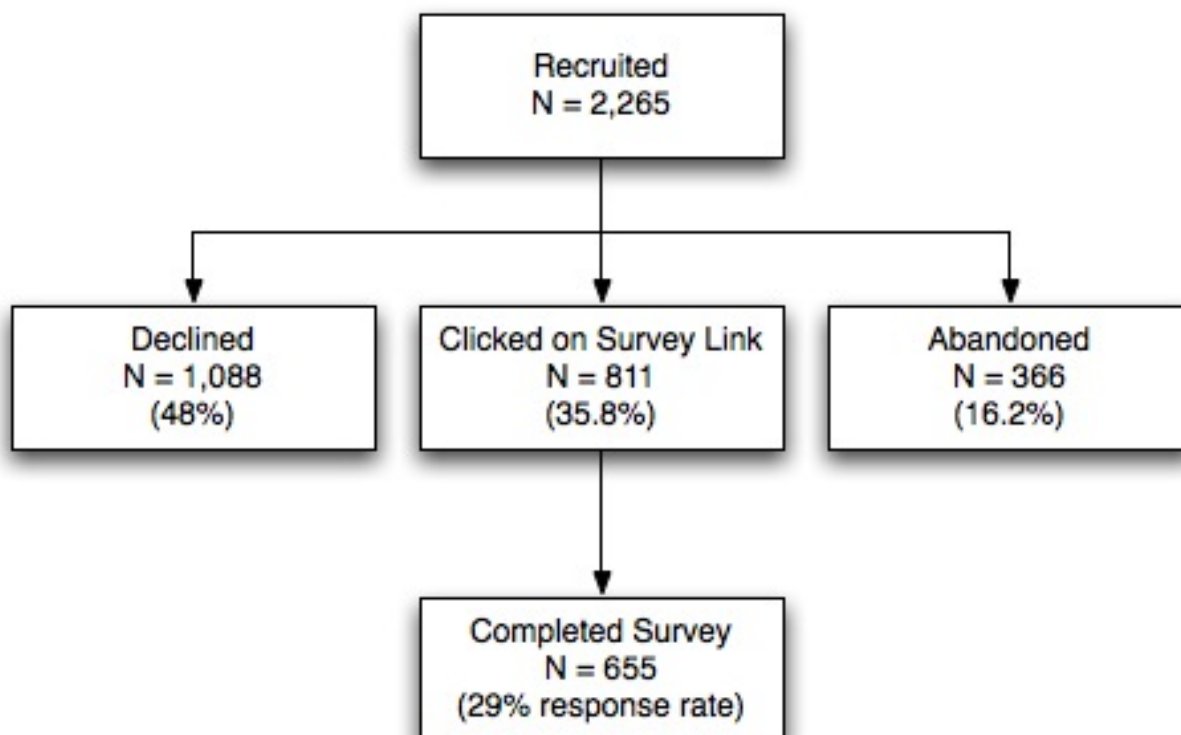 Recruited
N = 2,265
Declined
N = 1,088
(48%)
Clicked on Survey Link
N = 811
(35.8%)
Abandoned
N = 366
(16.2%)
Completed Survey
N = 655
(29% response rate)